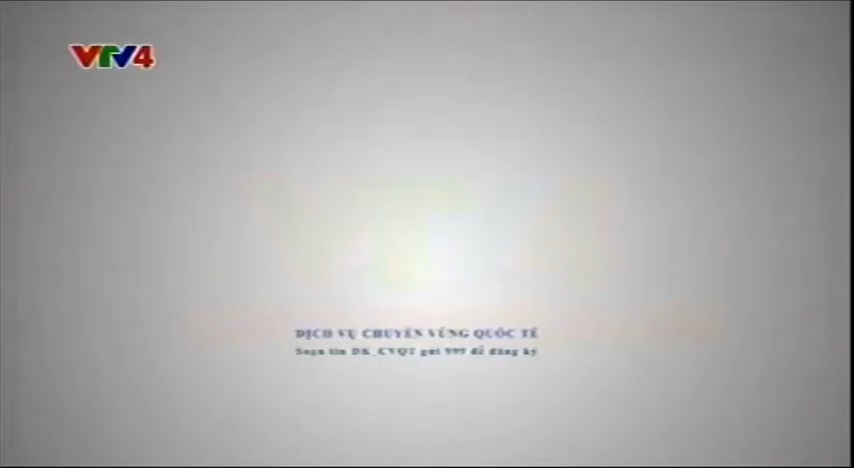 VTV4
DỊCH VỤ CHUYỂN VÙNG QUỐC TẾ
Soạn tin DK_CVQT gửi 999 để đăng ký